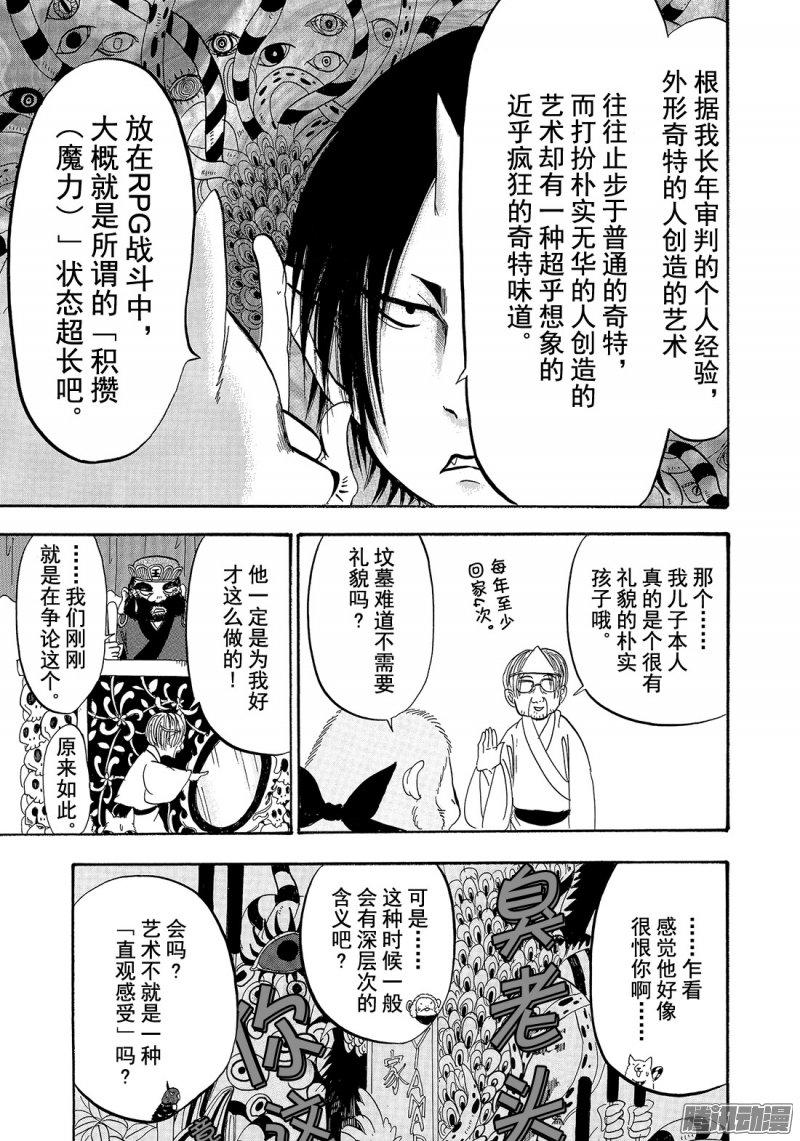 根据我长年审判的个人经验，
外形奇特的人创造的艺术
往往止步于普通的奇特，
而打扮朴实无华的人创造的
艺术却有一种超乎想象的
近乎疯狂的奇特味道。
放在RPG战斗中，
大概就是所谓的「积攒
（魔力）」状态超长吧。
那个……
我儿子本人
真的是个很有
礼貌的朴实
孩子哦。
每年至少
回家5次。
坟墓难道不需要
礼貌吗？
他一定是为我好
才这么做的！
……我们刚刚
就是在争论这个。
原来如此。
……乍看
感觉他好像
很恨你啊……
臭老头
可是……
这种时候一般
会有深层次的
含义吧？
你这
家
会吗？
艺术不就是一种
「直观感受」吗？
腾讯动漫